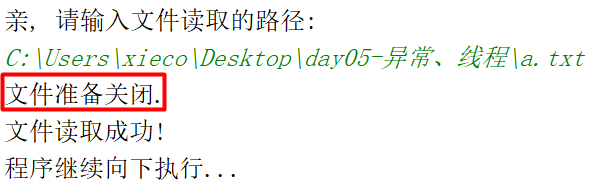 亲, 请输入文件读取的路径:
C:\Users\xieco\Desktop\day05-异常、线程\a.txt
文件准备关闭.
文件读取成功!
程序继续向下执行...